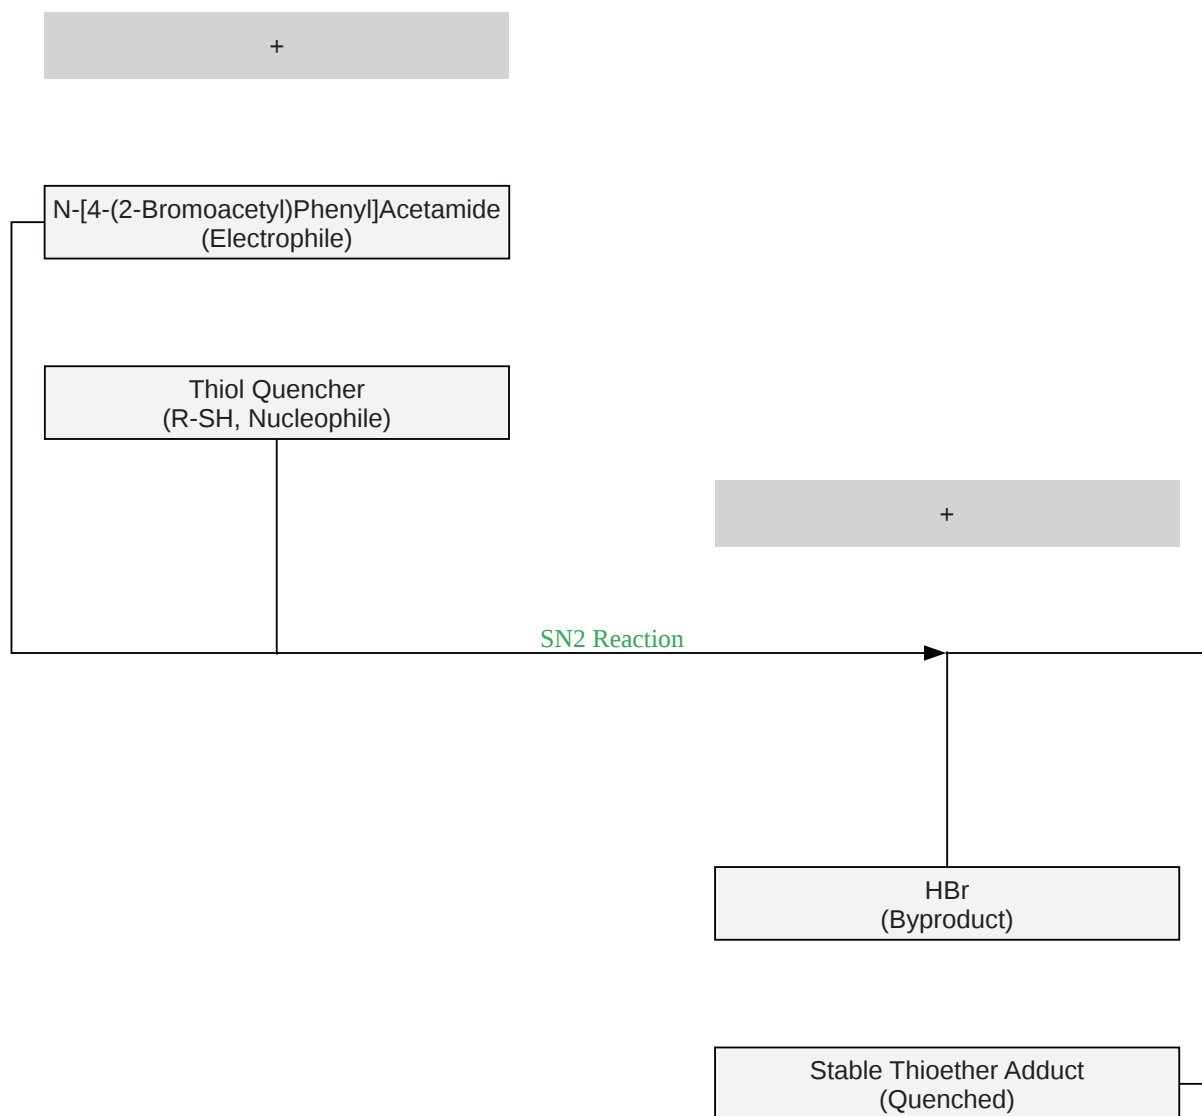 +
N-[4-(2-Bromoacetyl)Phenyl]Acetamide
(Electrophile)
Thiol Quencher
(R-SH, Nucleophile)
+
SN2 Reaction
HBr
(Byproduct)
Stable Thioether Adduct
(Quenched)